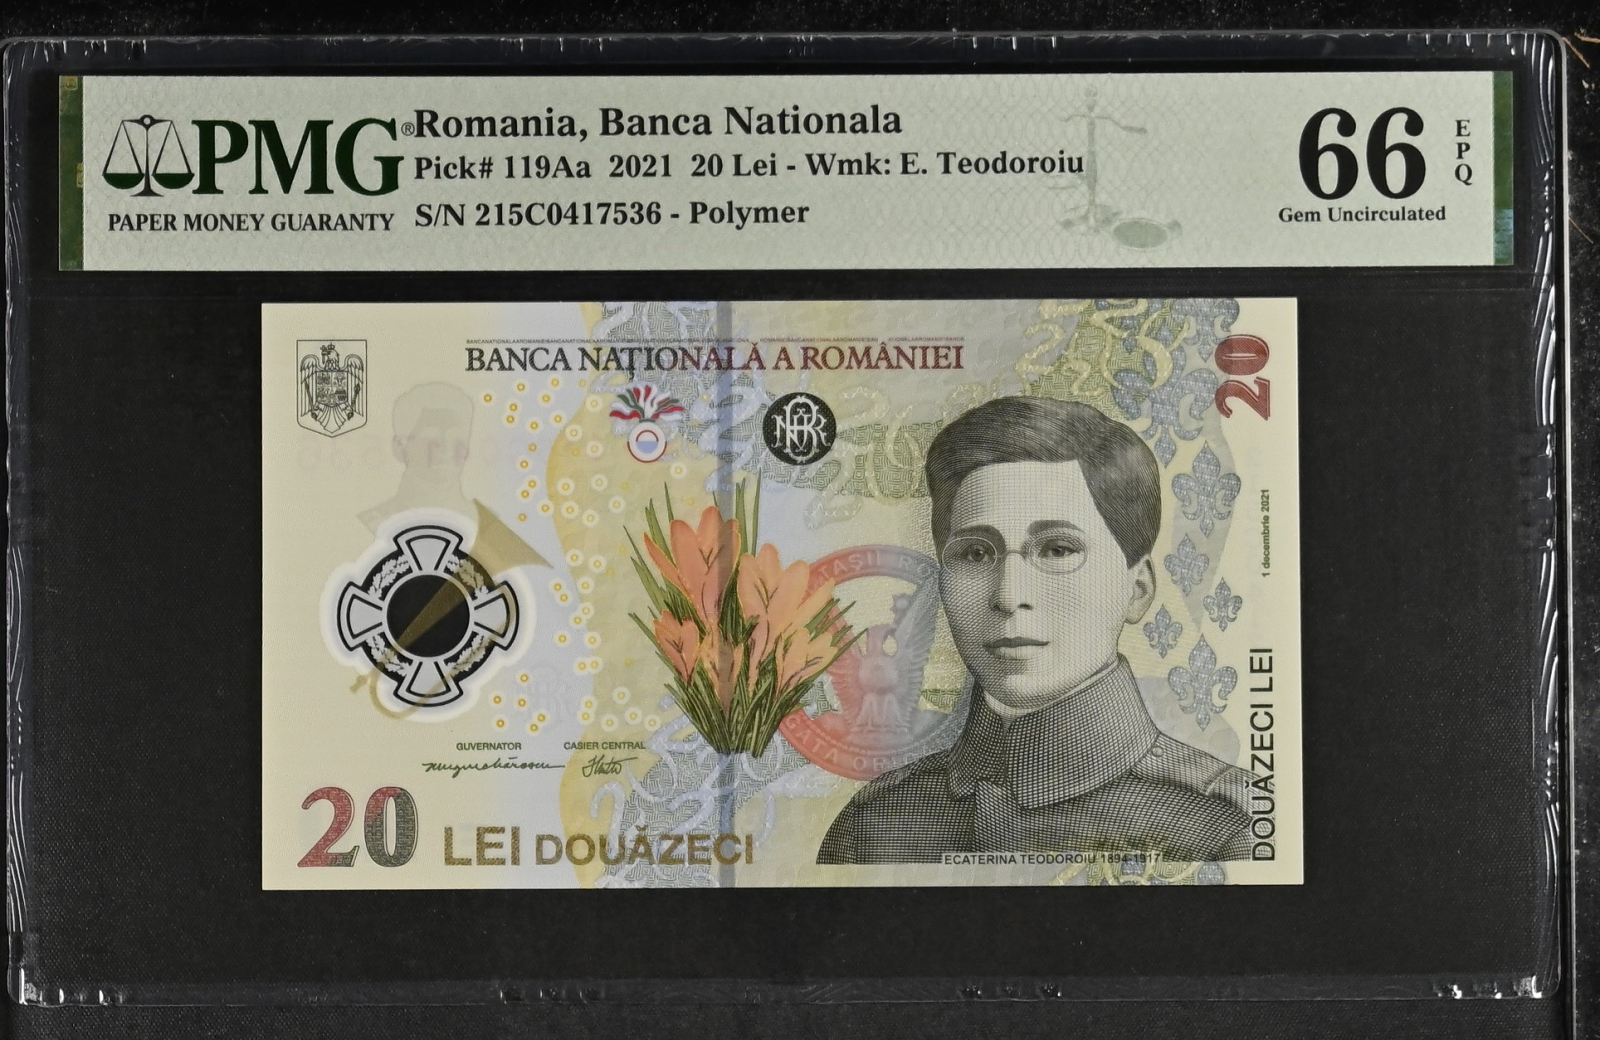 PMG®
PAPER MONEY GUARANTY
Romania, Banca Nationala
Pick# 119Aa 2021 20 Lei - Wmk: E. Teodoroiu
S/N 215C0417536 - Polymer
66
EPQ
Gem Uncirculated
BANCA NAŢIONALĂ A ROMÂNIEI
20
1 decembrie 2021
GUVERNATOR
CASIER CENTRAL
20 LEI DOUĂZECI
ECATERINA TEODOROIU 1894-1917
DOUĂZECI LEI